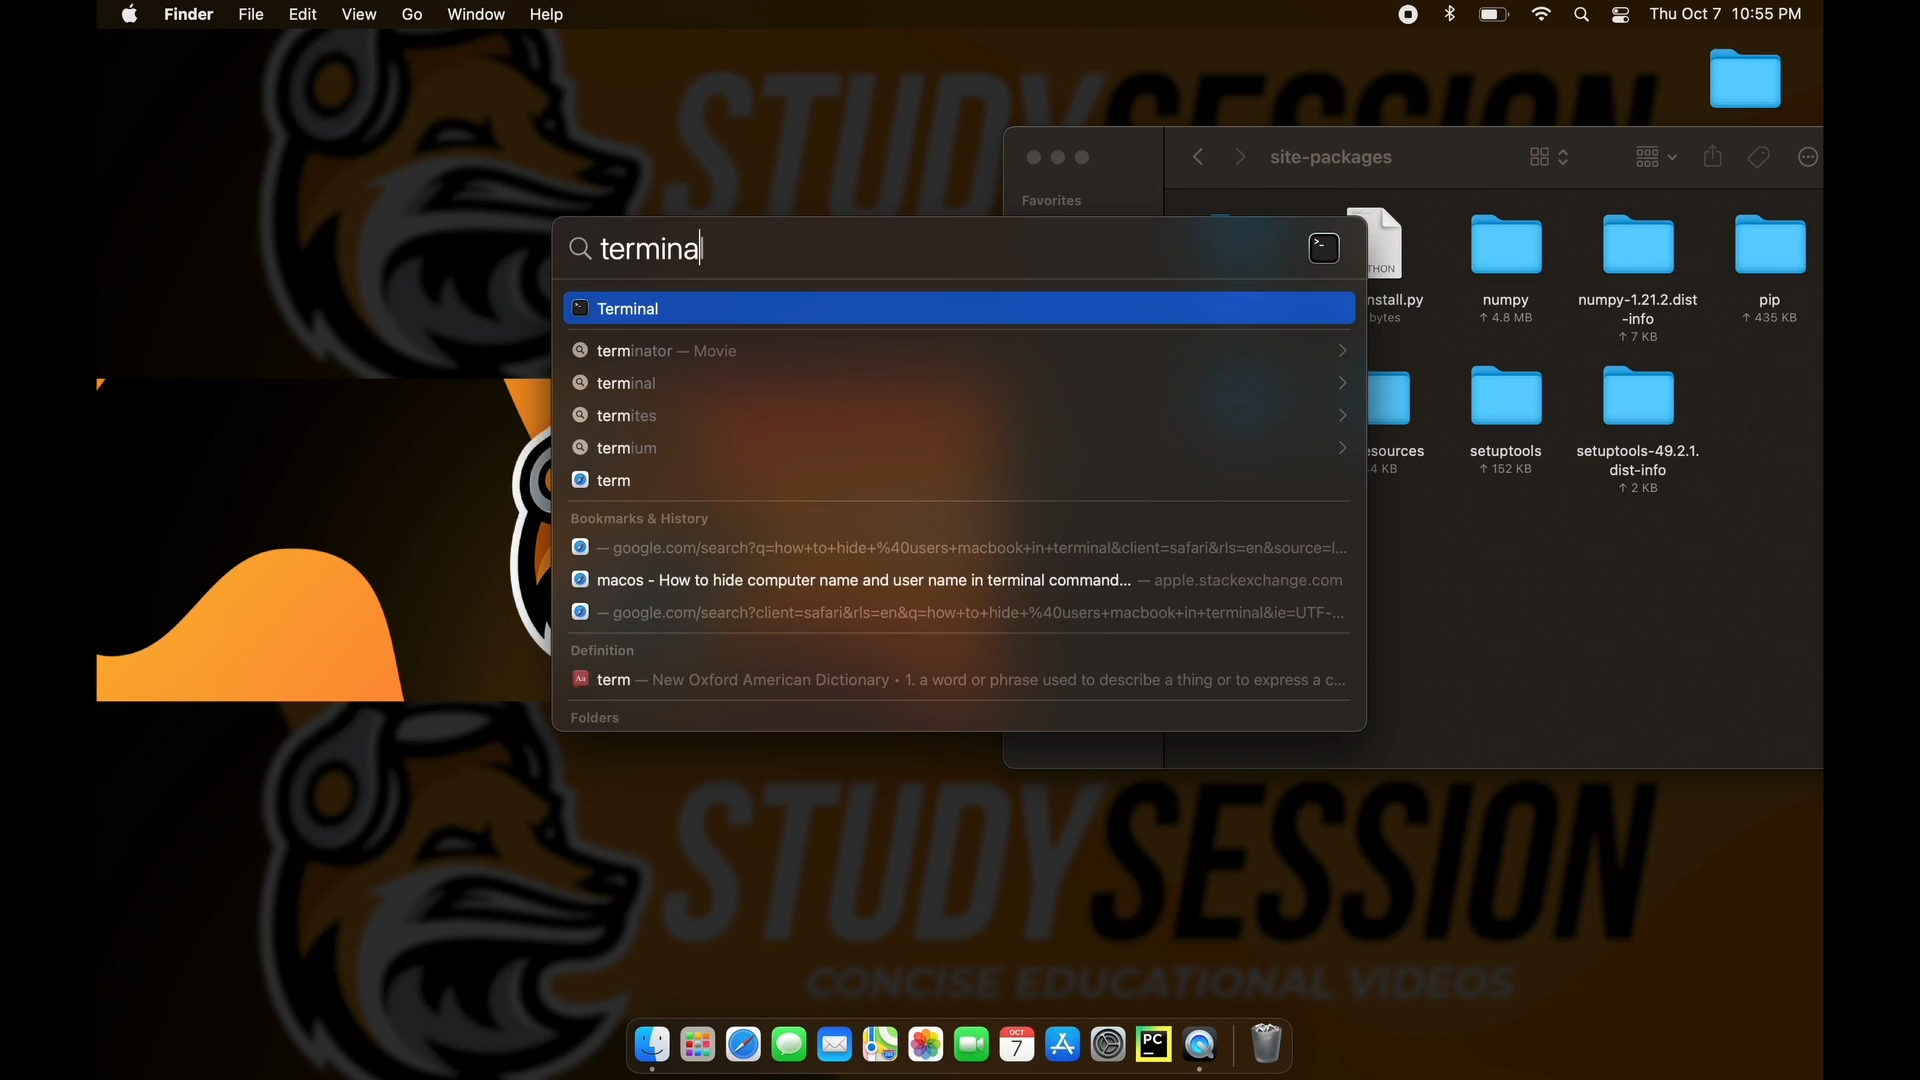 Finder File Edit View Go Window Help Thu Oct 7 10:55 PM
STUDYSESSION
site-packages
Favorites
terminal
Terminal
terminator — Movie
terminal
termites
termium
term
Bookmarks & History
— google.com/search?q=how+to+hide+%40users+macbook+in+terminal&client=safari&rls=en&source=l...
macos - How to hide computer name and user name in terminal command... — apple.stackexchange.com
— google.com/search?client=safari&rls=en&q=how+to+hide+%40users+macbook+in+terminal&ie=UTF-...
Definition
term — New Oxford American Dictionary • 1. a word or phrase used to describe a thing or to express a c...
Folders
THON
nstall.py
bytes
numpy
↑ 4.8 MB
numpy-1.21.2.dist
-info
↑ 7 KB
pip
↑ 435 KB
esources
4 KB
setuptools
↑ 152 KB
setuptools-49.2.1.
dist-info
↑ 2 KB
STUDYSESSION
CONCISE EDUCATIONAL VIDEOS
OCT
7
PC